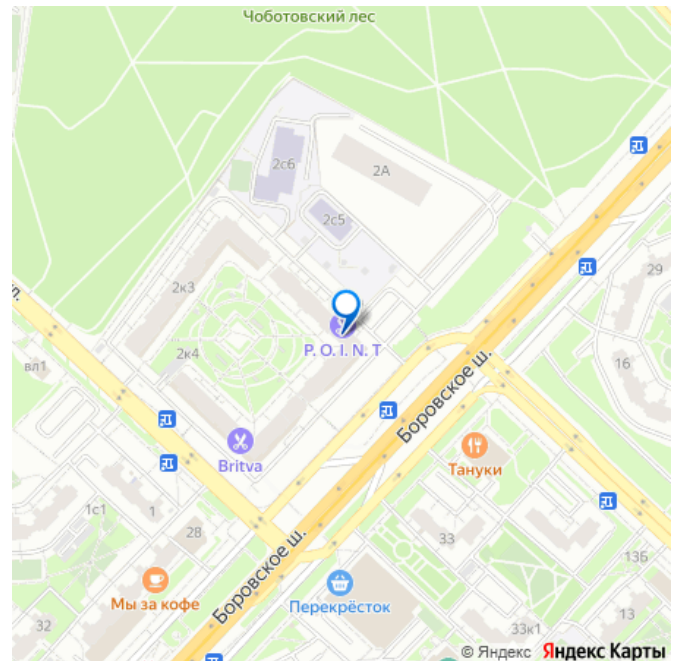 Чоботовский лес
2с6
2А
2с5
29
2к3
л.
P. O. I. N. T
16
2к4
вл1
Боровское ш.
Britva
Тануки
1с1
1
28
33
13Б
Боровское ш.
Мы за кофе
Перекрёсток
32
13
33к1
© Яндекс Яндекс Карты